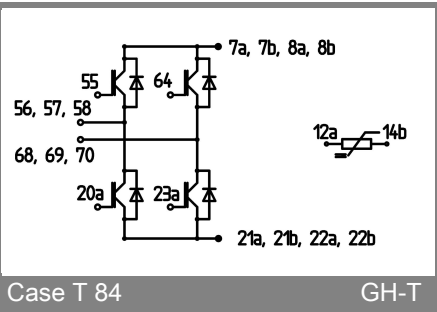 7a, 7b, 8a, 8b
55 64
56, 57, 58
12a 14b
68, 69, 70
20a 23a
21a, 21b, 22a, 22b
Case T 84 GH-T